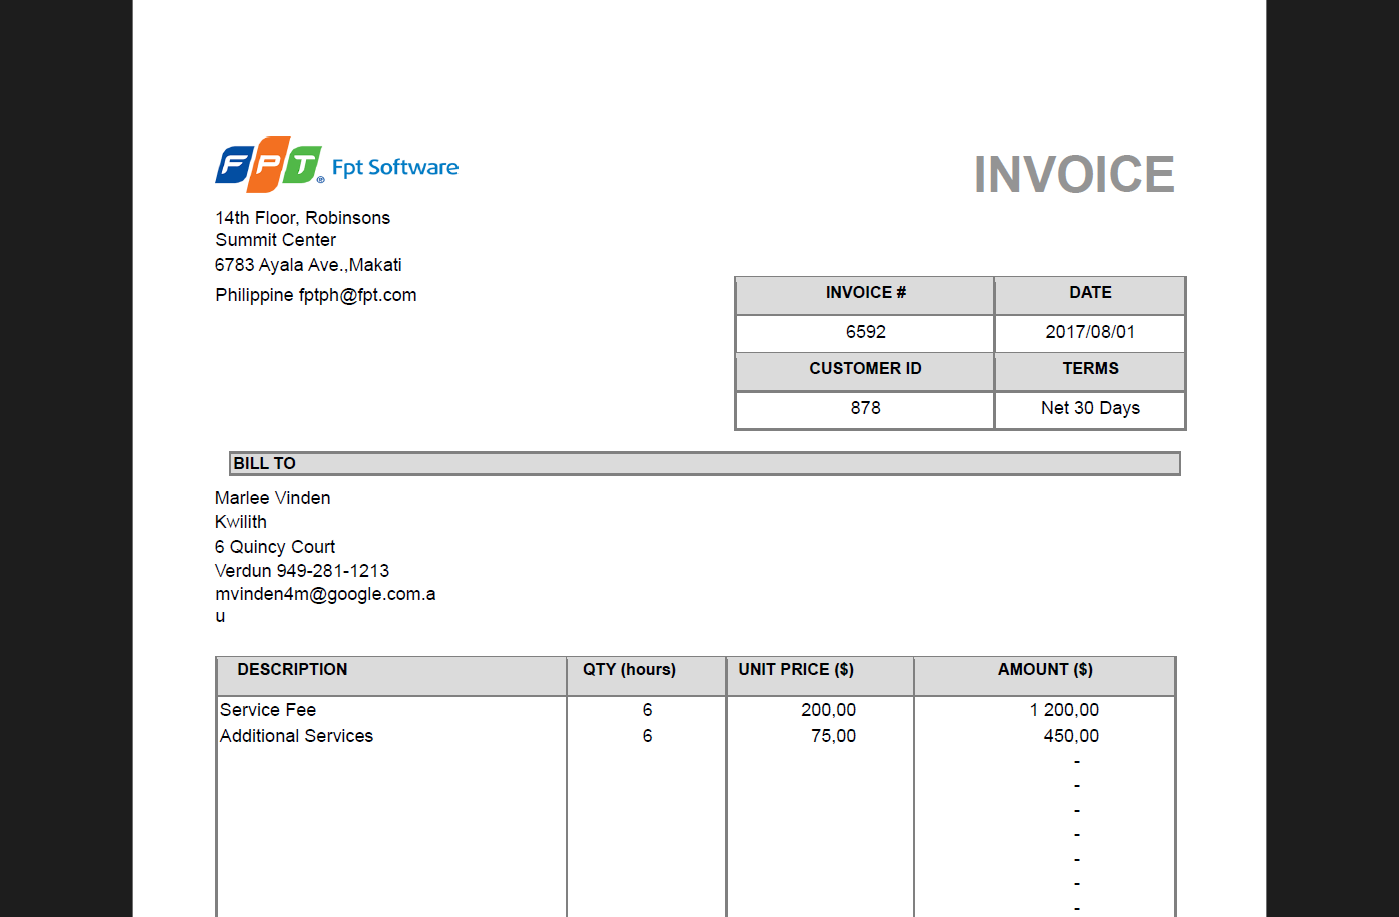 FPT® Fpt Software
INVOICE
14th Floor, Robinsons
Summit Center
6783 Ayala Ave.,Makati
Philippine fptph@fpt.com
INVOICE # DATE
6592 2017/08/01
CUSTOMER ID TERMS
878 Net 30 Days
BILL TO
Marlee Vinden
Kwilith
6 Quincy Court
Verdun 949-281-1213
mvinden4m@google.com.a
u
DESCRIPTION QTY (hours) UNIT PRICE ($) AMOUNT ($)
Service Fee 6 200,00 1 200,00
Additional Services 6 75,00 450,00
-
-
-
-
-
-
-